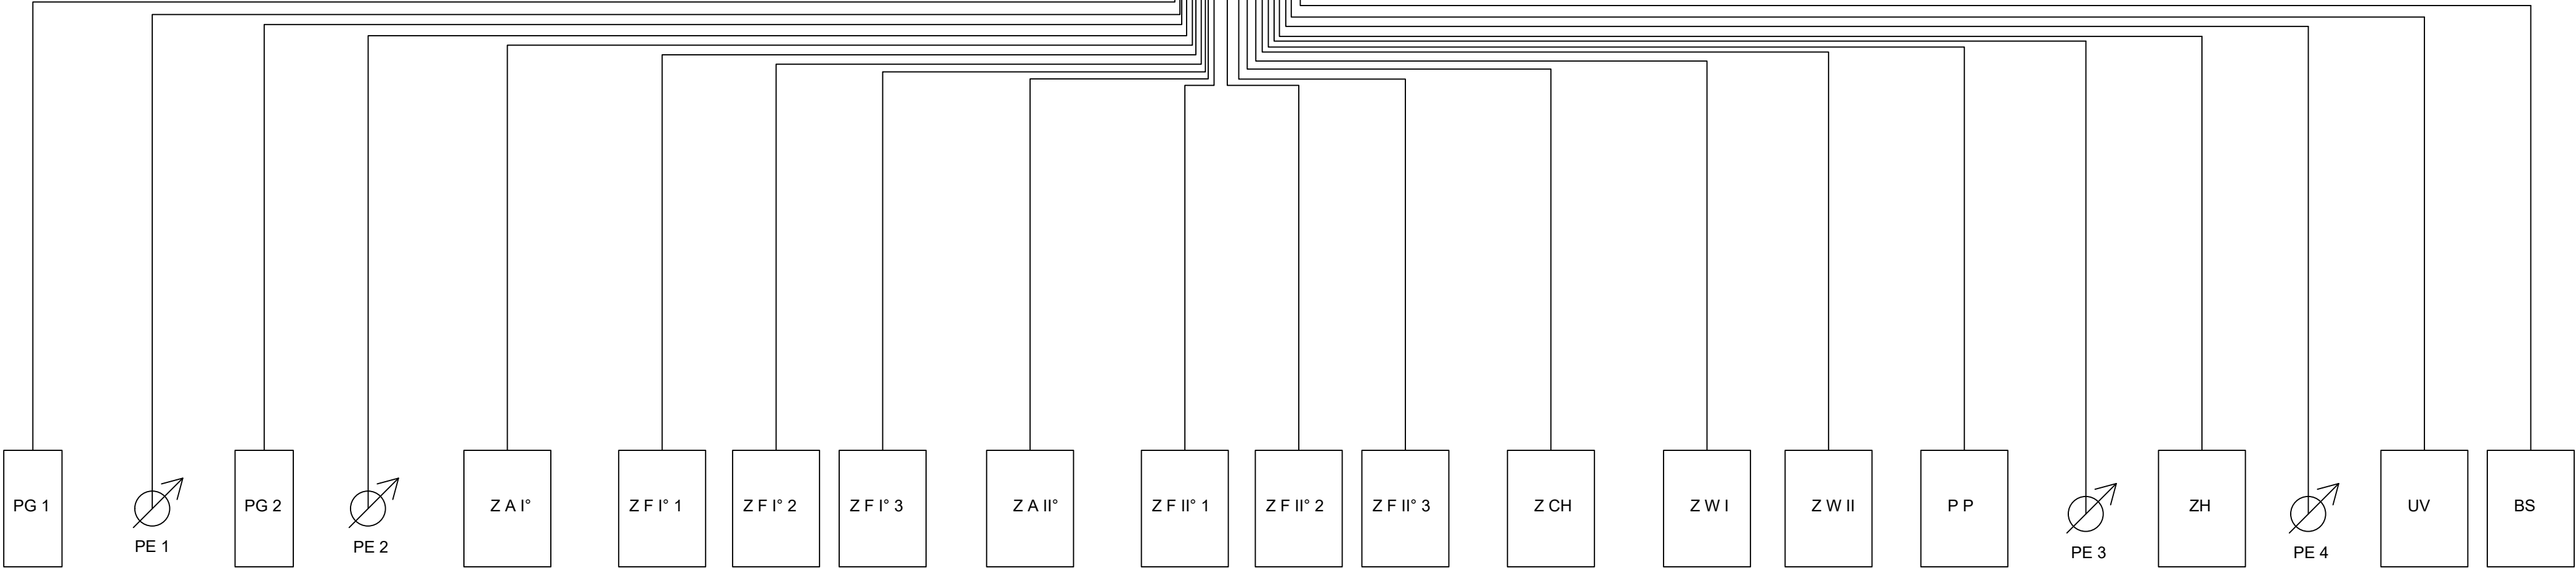 PG 1
PE 1
PG 2
PE 2
Z A I°
Z F I° 1
Z F I° 2
Z F I° 3
Z A II°
Z F II° 1
Z F II° 2
Z F II° 3
Z CH
Z W I
Z W II
P P
PE 3
ZH
PE 4
UV
BS